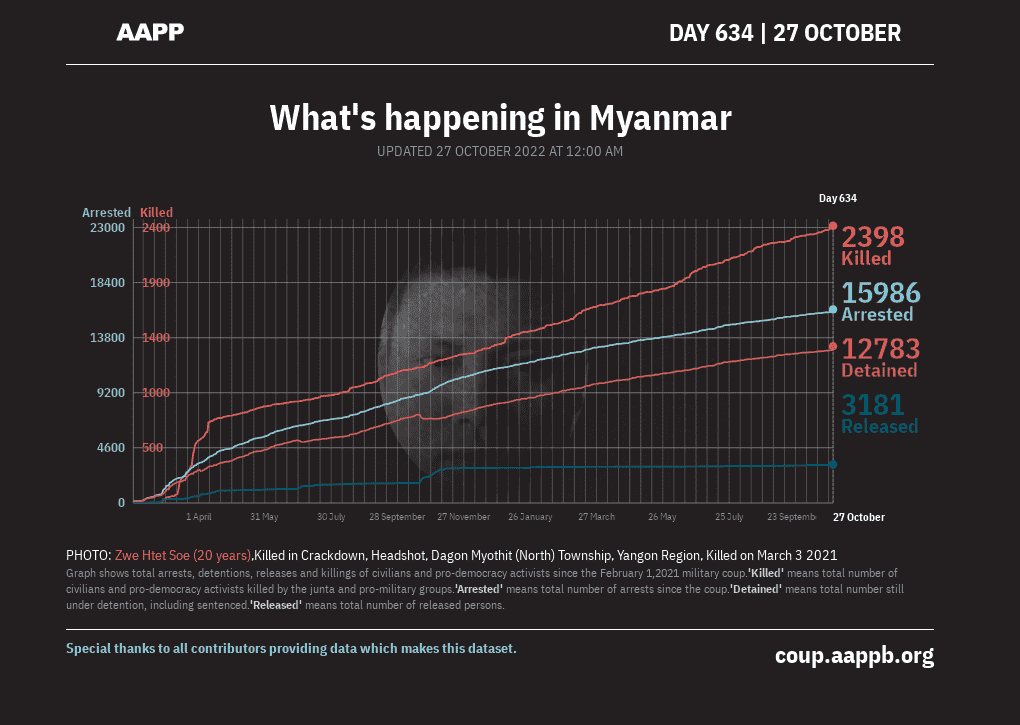 AAPP
DAY 634 | 27 OCTOBER
What's happening in Myanmar
UPDATED 27 OCTOBER 2022 AT 12:00 AM
Day 634
Arrested Killed
23000 2400
18400 1900
13800 1400
9200 1000
4600 500
0
2398
Killed
15986
Arrested
12783
Detained
3181
Released
1 April 31 May 30 July 28 September 27 November 26 January 27 March 26 May 25 July 23 Septembe 27 October
PHOTO: Zwe Htet Soe (20 years),Killed in Crackdown, Headshot, Dagon Myothit (North) Township, Yangon Region, Killed on March 3 2021
Graph shows total arrests, detentions, releases and killings of civilians and pro-democracy activists since the February 1,2021 military coup.'Killed' means total number of
civilians and pro-democracy activists killed by the junta and pro-military groups.'Arrested' means total number of arrests since the coup.'Detained' means total number still
under detention, including sentenced.'Released' means total number of released persons.
Special thanks to all contributors providing data which makes this dataset.
coup.aappb.org